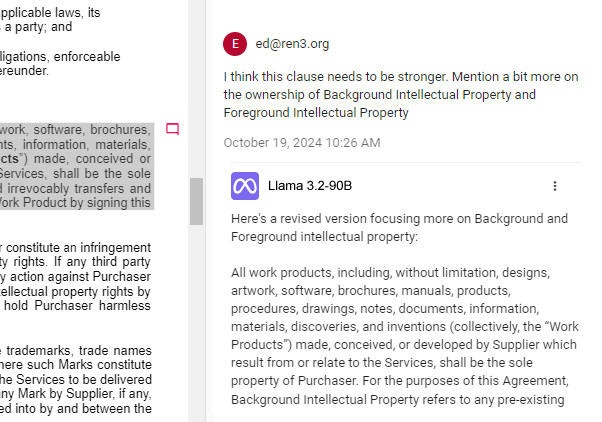 pplicable laws, its
a party; and
ligations, enforceable
ereunder.
work, software, brochures,
nts, information, materials,
cts”) made, conceived or
Services, shall be the sole
d irrevocably transfers and
Work Product by signing this
r constitute an infringement
ty rights. If any third party
y action against Purchaser
ellectual property rights by
hold Purchaser harmless
e trademarks, trade names
here such Marks constitute
he Services to be delivered
ny Mark by Supplier, if any,
ed into by and between the
E ed@ren3.org
I think this clause needs to be stronger. Mention a bit more on
the ownership of Background Intellectual Property and
Foreground Intellectual Property
October 19, 2024 10:26 AM
Llama 3.2-90B
Here's a revised version focusing more on Background and
Foreground intellectual property:
All work products, including, without limitation, designs,
artwork, software, brochures, manuals, products,
procedures, drawings, notes, documents, information,
materials, discoveries, and inventions (collectively, the “Work
Products”) made, conceived, or developed by Supplier which
result from or relate to the Services, shall be the sole
property of Purchaser. For the purposes of this Agreement,
Background Intellectual Property refers to any pre-existing